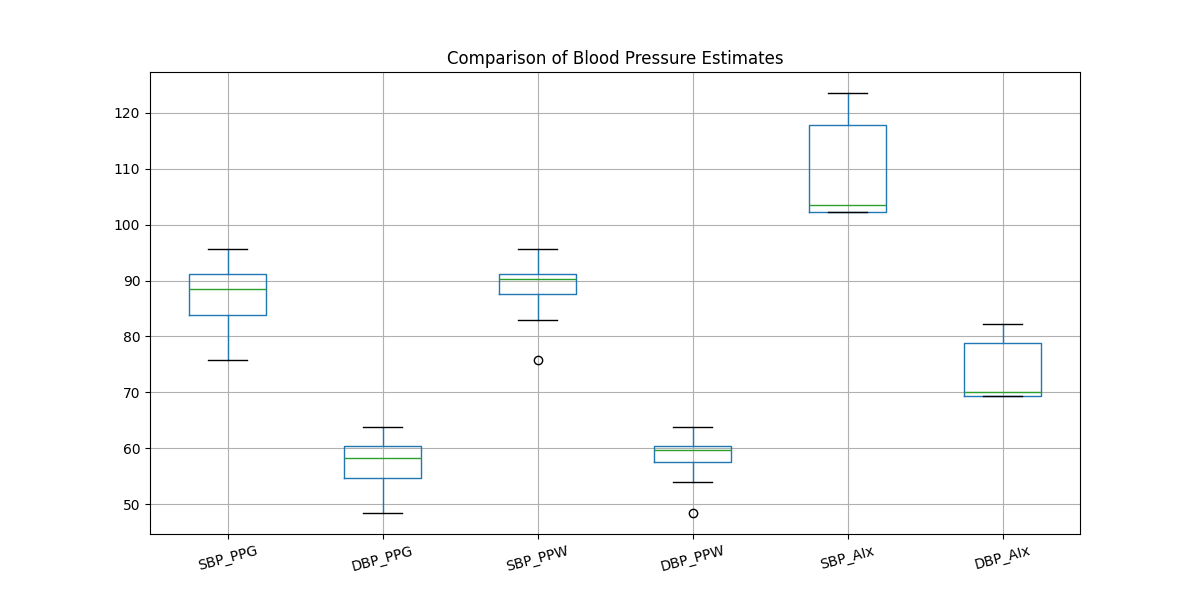 Comparison of Blood Pressure Estimates
120
110
100
90
80
70
60
50
SBP_PPG
DBP_PPG
SBP_PPW
DBP_PPW
SBP_AIx
DBP_AIx